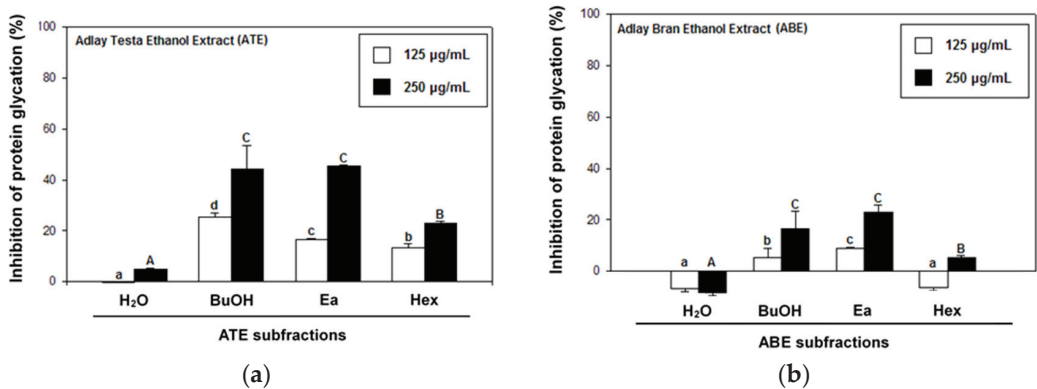 Adlay Testa Ethanol Extract (ATE)
125 µg/mL
250 µg/mL
Inhibition of protein glycation (%)
100
80
60
40
20
0
a
A
d
C
c
C
b
B
H₂O
BuOH
Ea
Hex
ATE subfractions
(a)
Adlay Bran Ethanol Extract (ABE)
125 µg/mL
250 µg/mL
Inhibition of protein glycation (%)
100
80
60
40
20
0
a
A
b
C
c
C
a
B
H₂O
BuOH
Ea
Hex
ABE subfractions
(b)